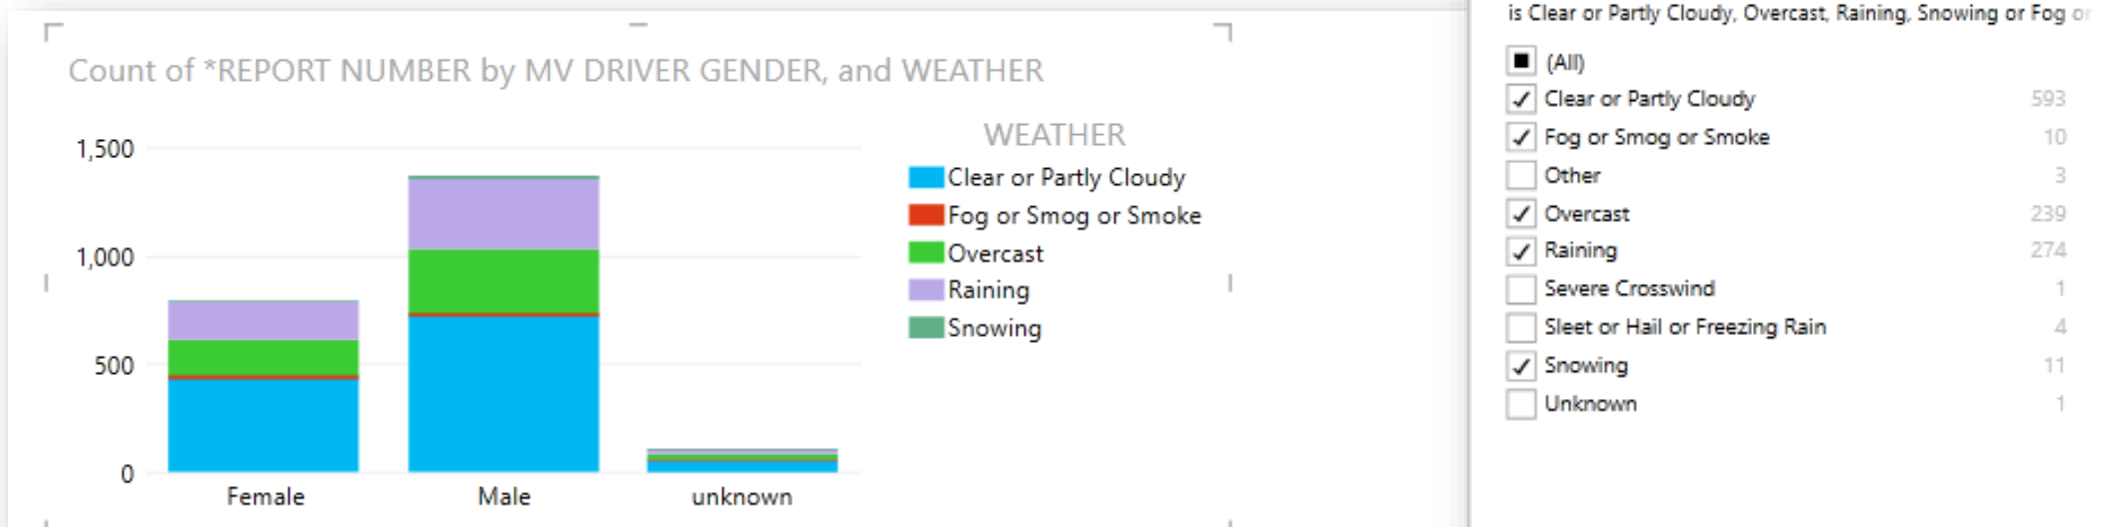 Count of *REPORT NUMBER by MV DRIVER GENDER, and WEATHER
1,500
1,000
500
0
Female
Male
unknown
WEATHER
Clear or Partly Cloudy
Fog or Smog or Smoke
Overcast
Raining
Snowing
is Clear or Partly Cloudy, Overcast, Raining, Snowing or Fog or
(All)
Clear or Partly Cloudy 593
Fog or Smog or Smoke 10
Other 3
Overcast 239
Raining 274
Severe Crosswind 1
Sleet or Hail or Freezing Rain 4
Snowing 11
Unknown 1